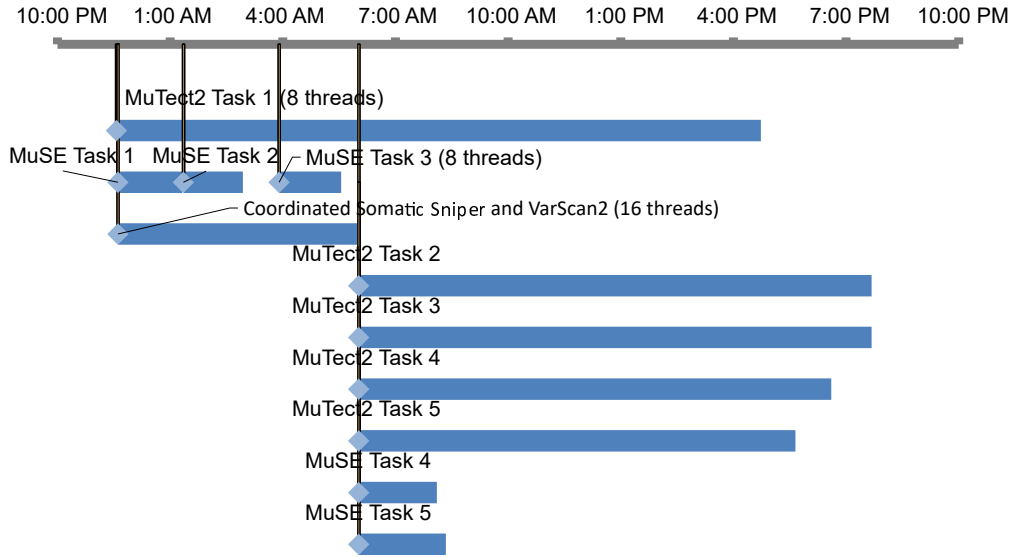 10:00 PM 1:00 AM 4:00 AM 7:00 AM 10:00 AM 1:00 PM 4:00 PM 7:00 PM 10:00 PM
MuTect2 Task 1 (8 threads)
MuSE Task 1 MuSE Task 2 MuSE Task 3 (8 threads)
Coordinated Somatic Sniper and VarScan2 (16 threads)
MuTect2 Task 2
MuTect2 Task 3
MuTect2 Task 4
MuTect2 Task 5
MuSE Task 4
MuSE Task 5